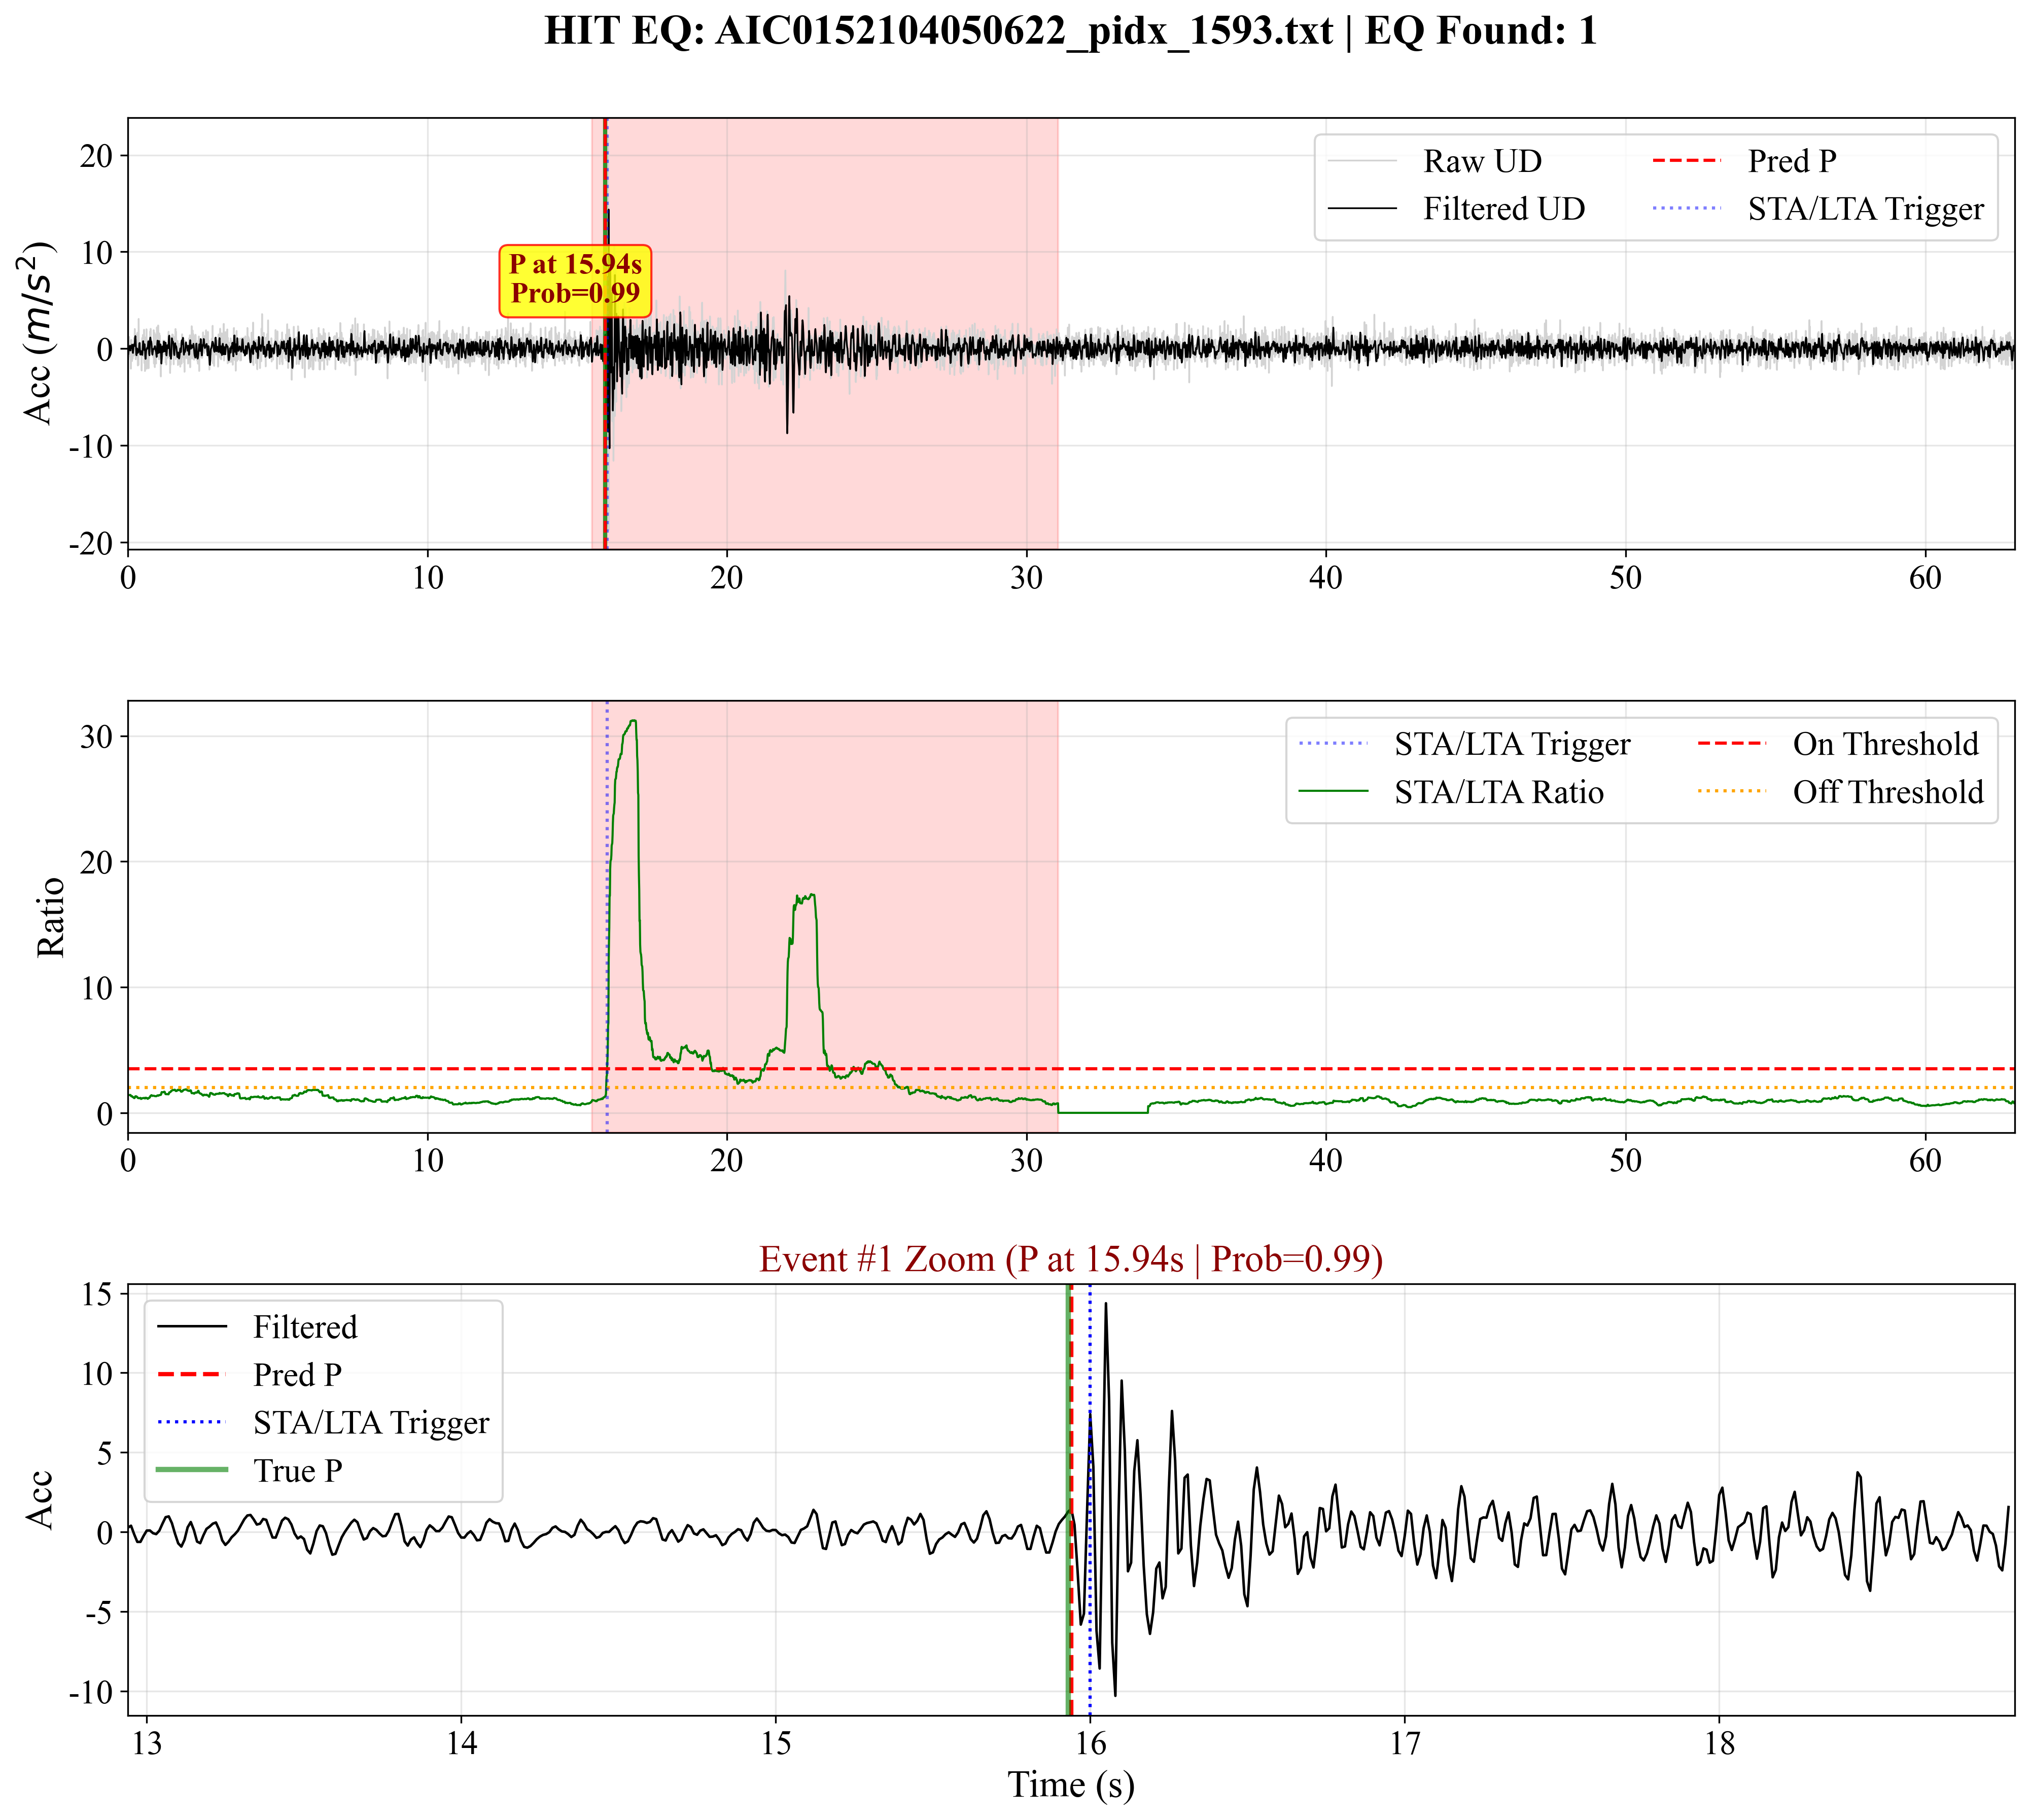 HIT EQ: AIC0152104050622_pidx_1593.txt | EQ Found: 1
Acc (m/s²)
20
10
0
-10
-20
Raw UD
Filtered UD
Pred P
STA/LTA Trigger
P at 15.94s
Prob=0.99
0 10 20 30 40 50 60
Ratio
30
20
10
0
STA/LTA Trigger
STA/LTA Ratio
On Threshold
Off Threshold
0 10 20 30 40 50 60
Event #1 Zoom (P at 15.94s | Prob=0.99)
Acc
15
10
5
0
-5
-10
Filtered
Pred P
STA/LTA Trigger
True P
13 14 15 16 17 18
Time (s)